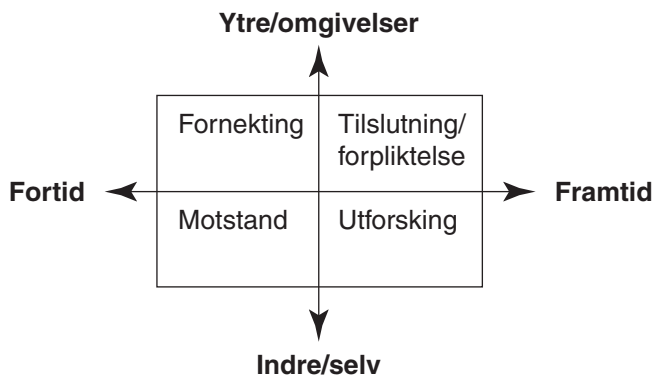 Ytre/omgivelser
Fornekting
Tilslutning/
forpliktelse
Fortid
Framtid
Motstand
Utforsking
Indre/selv